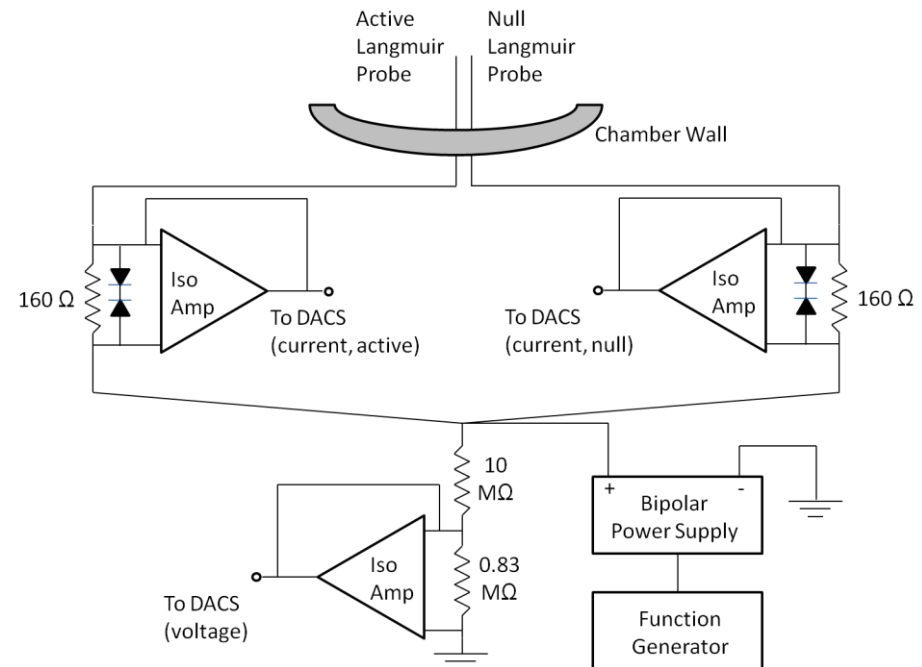 Active
Langmuir
Probe
Null
Langmuir
Probe
Chamber Wall
160 Ω
Iso
Amp
To DACS
(current, active)
To DACS
(current, null)
Iso
Amp
160 Ω
10
MΩ
+ -
Bipolar
Power Supply
Iso
Amp
0.83
MΩ
To DACS
(voltage)
Function
Generator